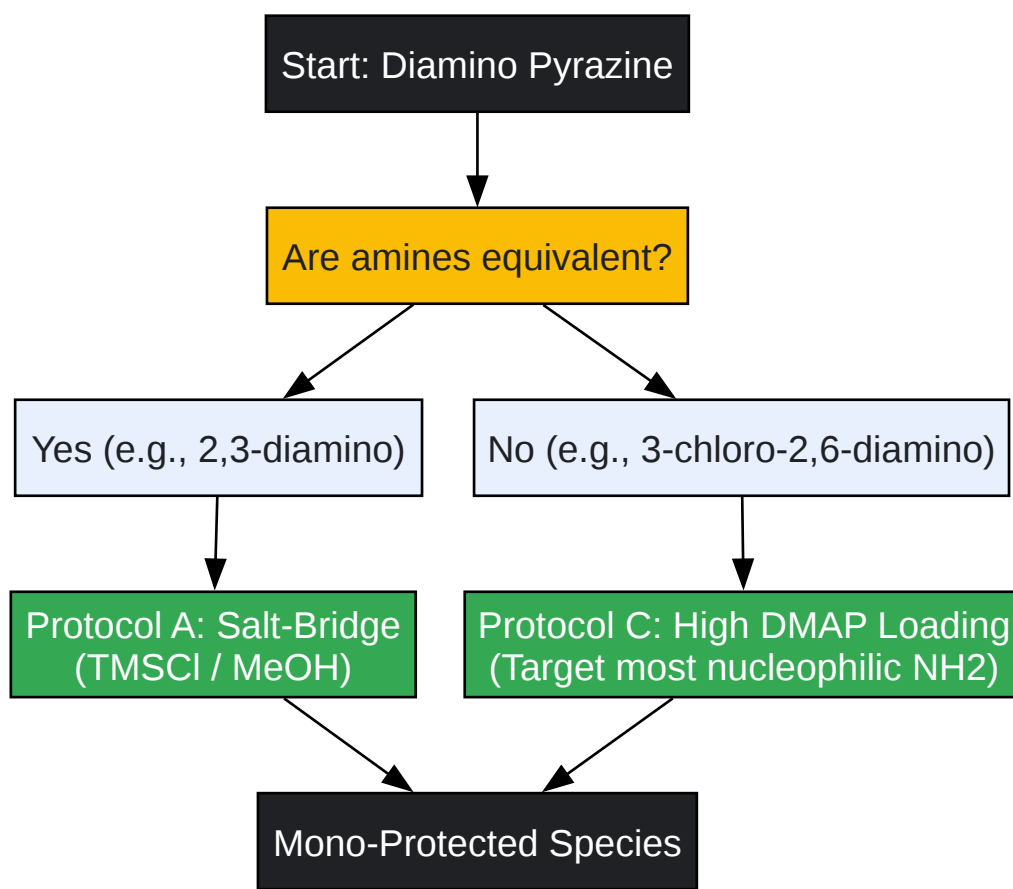 Start: Diamino Pyrazine
Are amines equivalent?
Yes (e.g., 2,3-diamino)
No (e.g., 3-chloro-2,6-diamino)
Protocol A: Salt-Bridge
(TMSCl / MeOH)
Protocol C: High DMAP Loading
(Target most nucleophilic NH2)
Mono-Protected Species